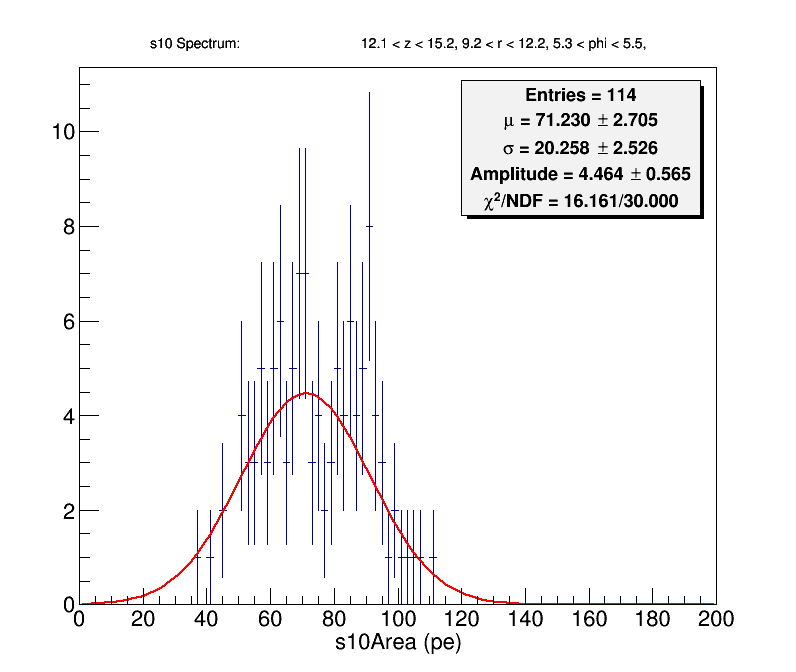 s10 Spectrum: 12.1 < z < 15.2, 9.2 < r < 12.2, 5.3 < phi < 5.5,
Entries = 114
μ = 71.230 ± 2.705
σ = 20.258 ± 2.526
Amplitude = 4.464 ± 0.565
χ²/NDF = 16.161/30.000
10
8
6
4
2
0
0 20 40 60 80 100 120 140 160 180 200
s10Area (pe)